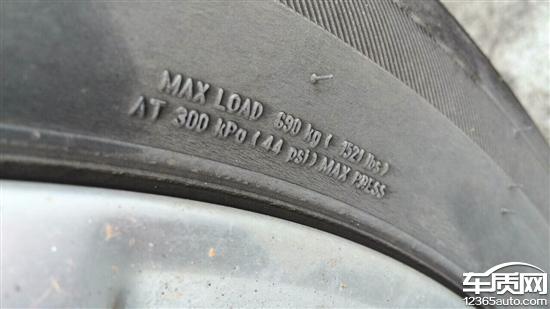 MAX LOAD 690 kg ( 1521 lbs )
AT 300 kPa ( 44 psi ) MAX PRESS
车质网
12365auto.com